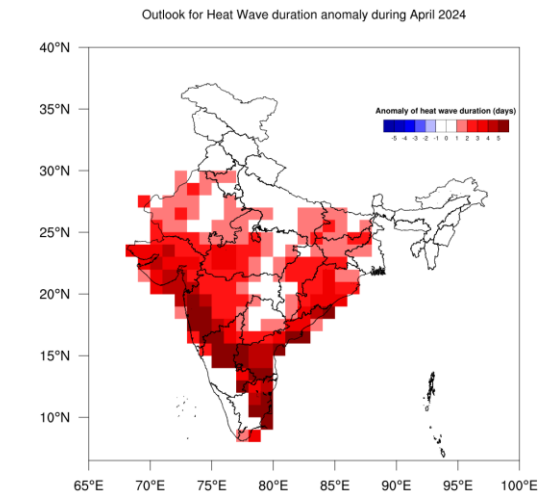 Outlook for Heat Wave duration anomaly during April 2024
40°N
Anomaly of heat wave duration (days)
35°N
-5 -4 -3 -2 -1 0 1 2 3 4 5
30°N
25°N
20°N
15°N
10°N
65°E 70°E 75°E 80°E 85°E 90°E 95°E 100°E